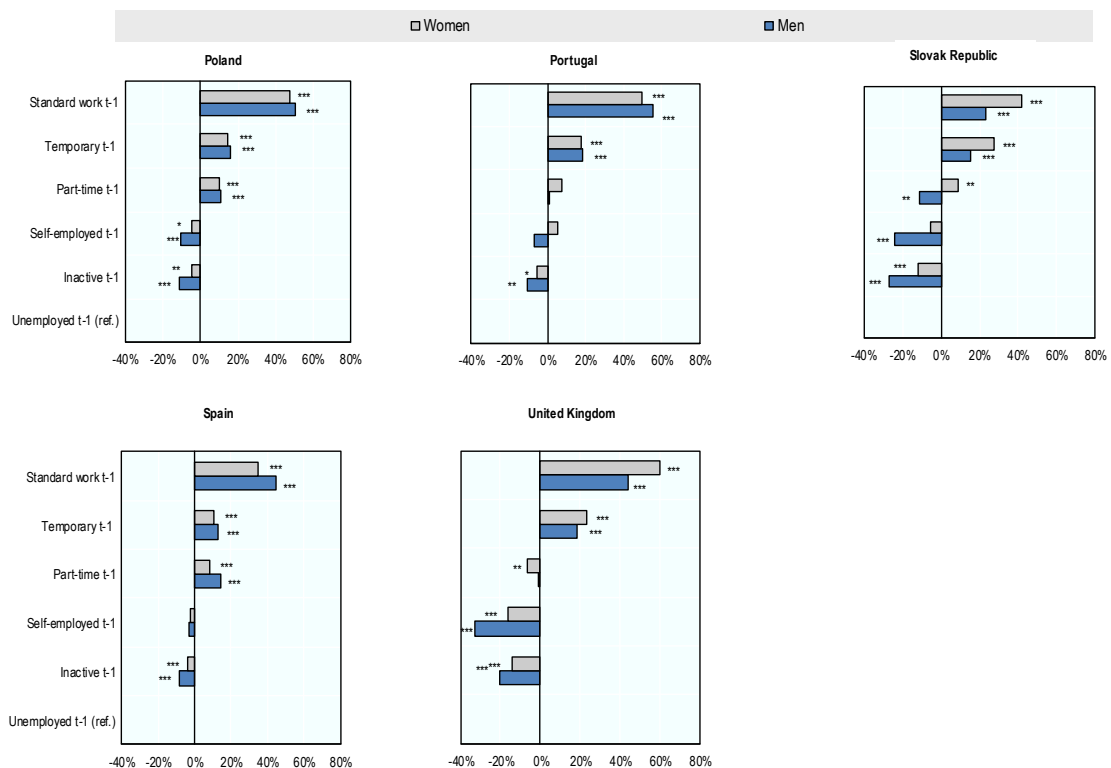 Women Men
Poland Portugal Slovak Republic
Standard work t-1 *** *** *** *** *** ***
Temporary t-1 *** *** *** *** *** ***
Part-time t-1 *** *** ** **
Self-employed t-1 * *** ***
Inactive t-1 ** *** * ** *** ***
Unemployed t-1 (ref.)
-40% -20% 0% 20% 40% 60% 80% -40% -20% 0% 20% 40% 60% 80% -40% -20% 0% 20% 40% 60% 80%
Spain United Kingdom
Standard work t-1 *** *** *** ***
Temporary t-1 *** *** *** ***
Part-time t-1 *** *** **
Self-employed t-1 *** ***
Inactive t-1 *** *** *** ***
Unemployed t-1 (ref.)
-40% -20% 0% 20% 40% 60% 80% -40% -20% 0% 20% 40% 60% 80%